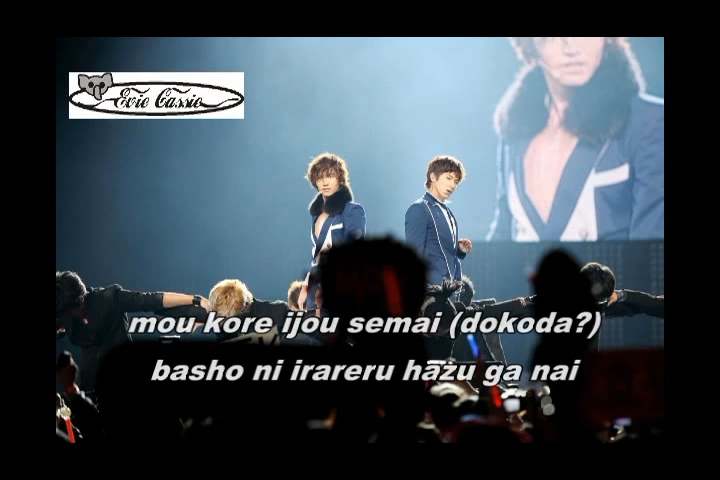 Evie Cassie
mou kore ijou semai (dokoda?)
basho ni irareru hazu ga nai